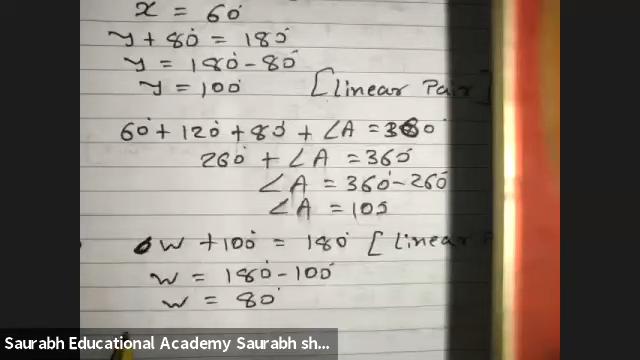 x = 60°
y + 80° = 180°
y = 180° - 80°
y = 100° [linear Pair]
60° + 120° + 80° + ∠A = 360°
260° + ∠A = 360°
∠A = 360° - 260°
∠A = 100
w + 100° = 180° [linear P
w = 180° - 100°
w = 80°
Saurabh Educational Academy Saurabh sh...